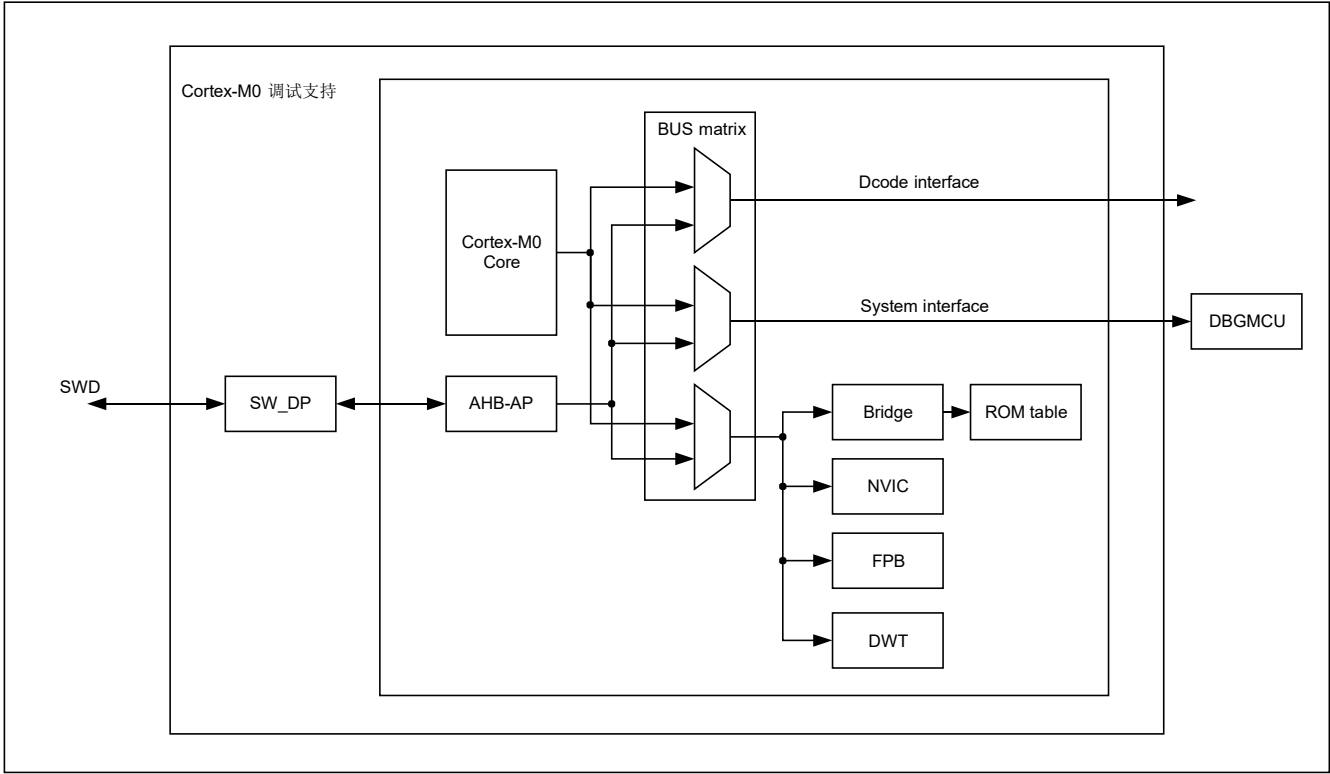 Cortex-M0 调试支持
BUS matrix
Dcode interface
Cortex-M0
Core
System interface
DBGMCU
SWD
SW_DP
AHB-AP
Bridge
ROM table
NVIC
FPB
DWT